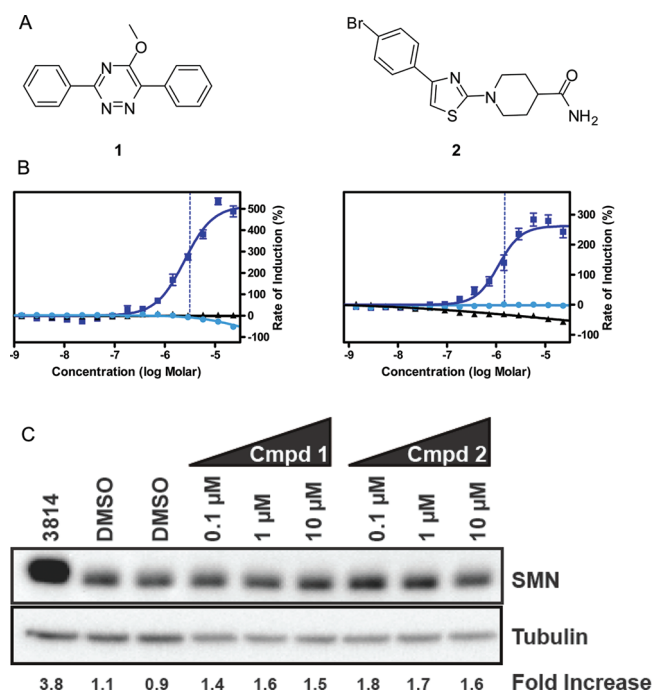 A
O
N
N
N
1
Br
N
S
N
O
NH2
2
B
500
400
300
200
100
0
-100
Rate of Induction (%)
-9 -8 -7 -6 -5
Concentration (log Molar)
300
200
100
0
-100
Rate of Induction (%)
-9 -8 -7 -6 -5
Concentration (log Molar)
C
Cmpd 1
Cmpd 2
3814
DMSO
DMSO
0.1 µM
1 µM
10 µM
0.1 µM
1 µM
10 µM
SMN
Tubulin
3.8 1.1 0.9 1.4 1.6 1.5 1.8 1.7 1.6 Fold Increase